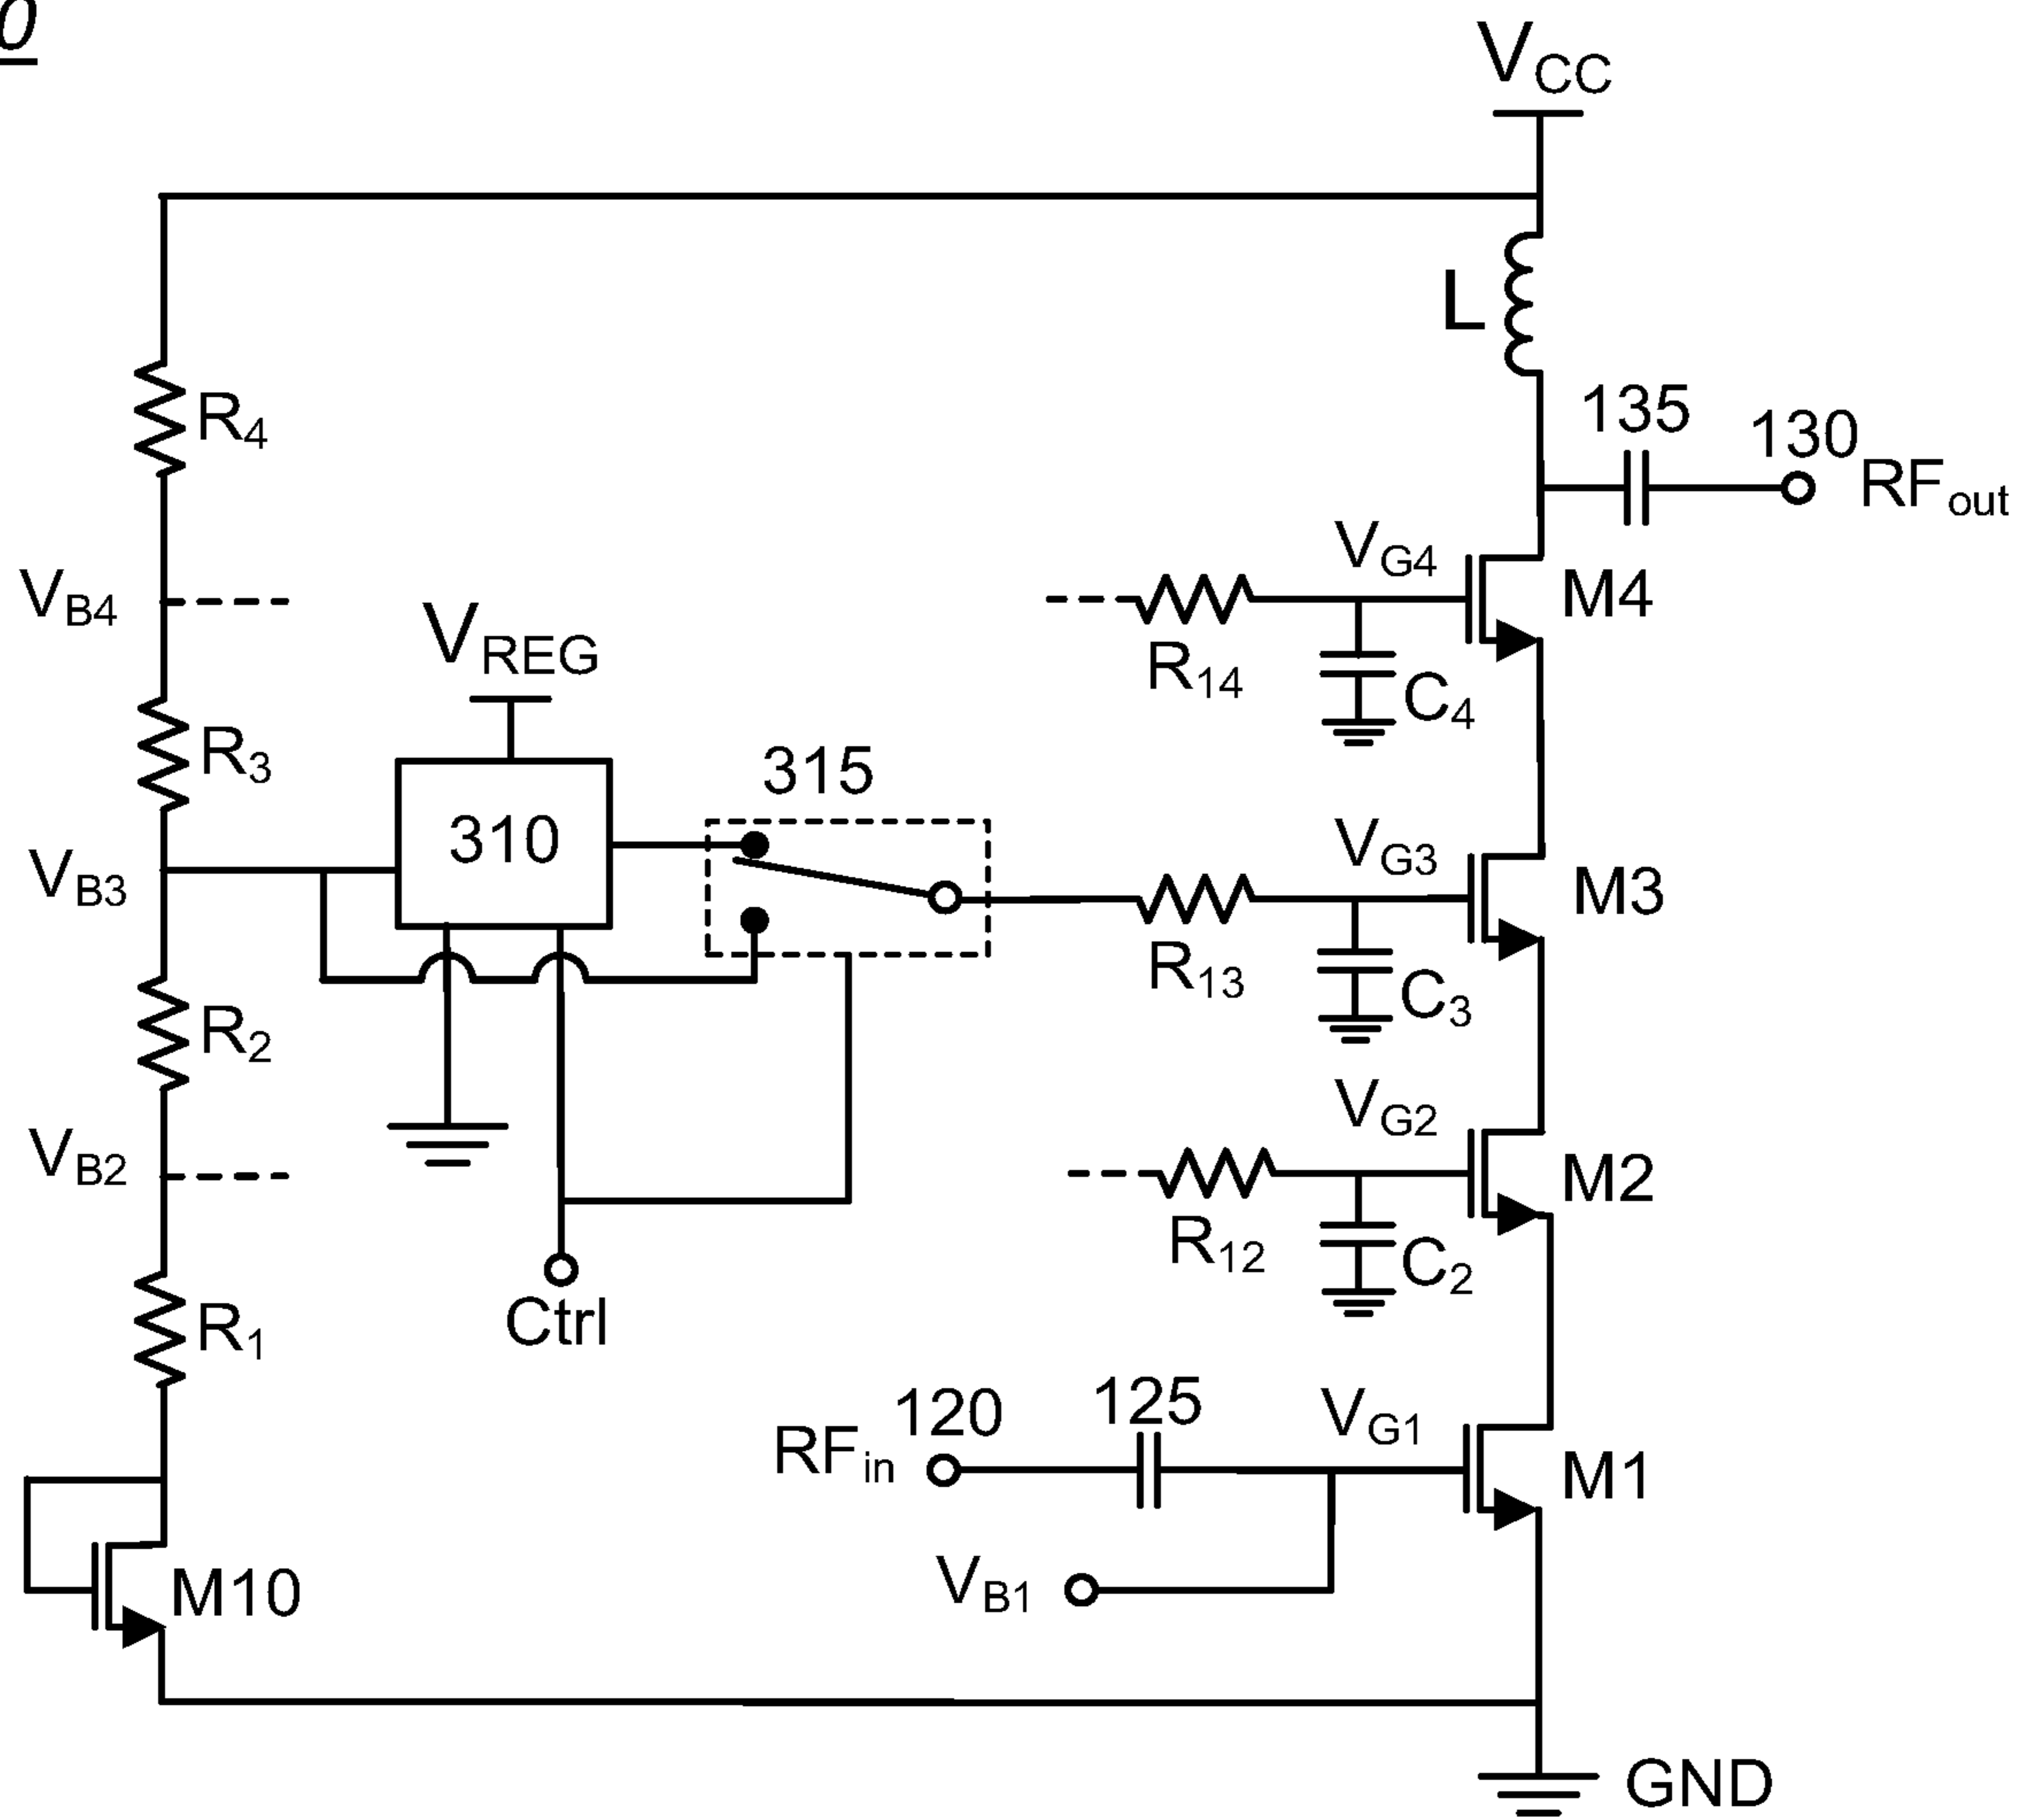 0
VCC
L
R4
135
130
RFout
VG4
M4
VB4
VREG
R14
C4
R3
315
310
VG3
M3
VB3
R13
C3
R2
VG2
M2
VB2
R12
C2
R1
Ctrl
120
125
VG1
RFin
M1
VB1
M10
GND